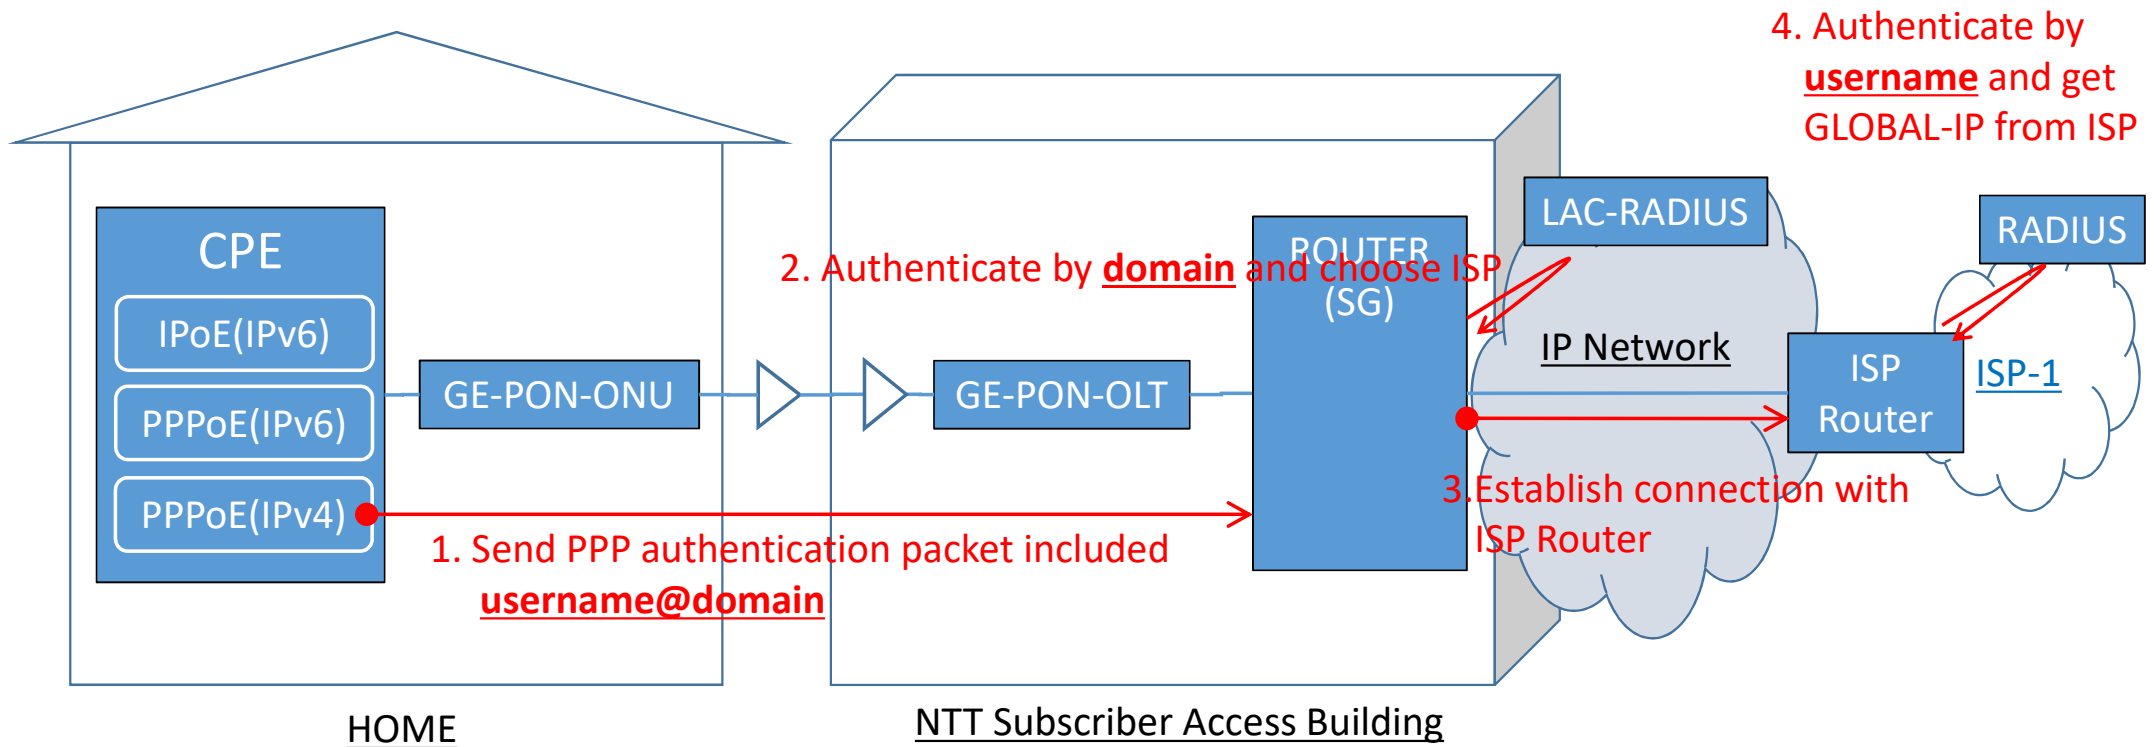 4. Authenticate by
username and get
GLOBAL-IP from ISP
LAC-RADIUS
RADIUS
CPE
ROUTER
(SG)
2. Authenticate by domain and choose ISP
IPoE(IPv6)
IP Network
GE-PON-ONU
GE-PON-OLT
ISP
Router
ISP-1
PPPoE(IPv6)
PPPoE(IPv4)
3.Establish connection with
ISP Router
1. Send PPP authentication packet included
username@domain
HOME
NTT Subscriber Access Building